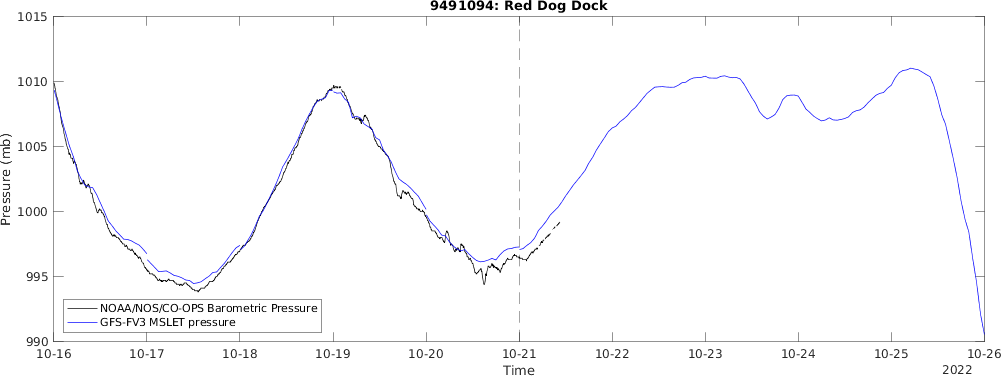 9491094: Red Dog Dock
Pressure (mb)
1015
1010
1005
1000
995
990
NOAA/NOS/CO-OPS Barometric Pressure
GFS-FV3 MSLET pressure
10-16 10-17 10-18 10-19 10-20 10-21 10-22 10-23 10-24 10-25 10-26
Time
2022